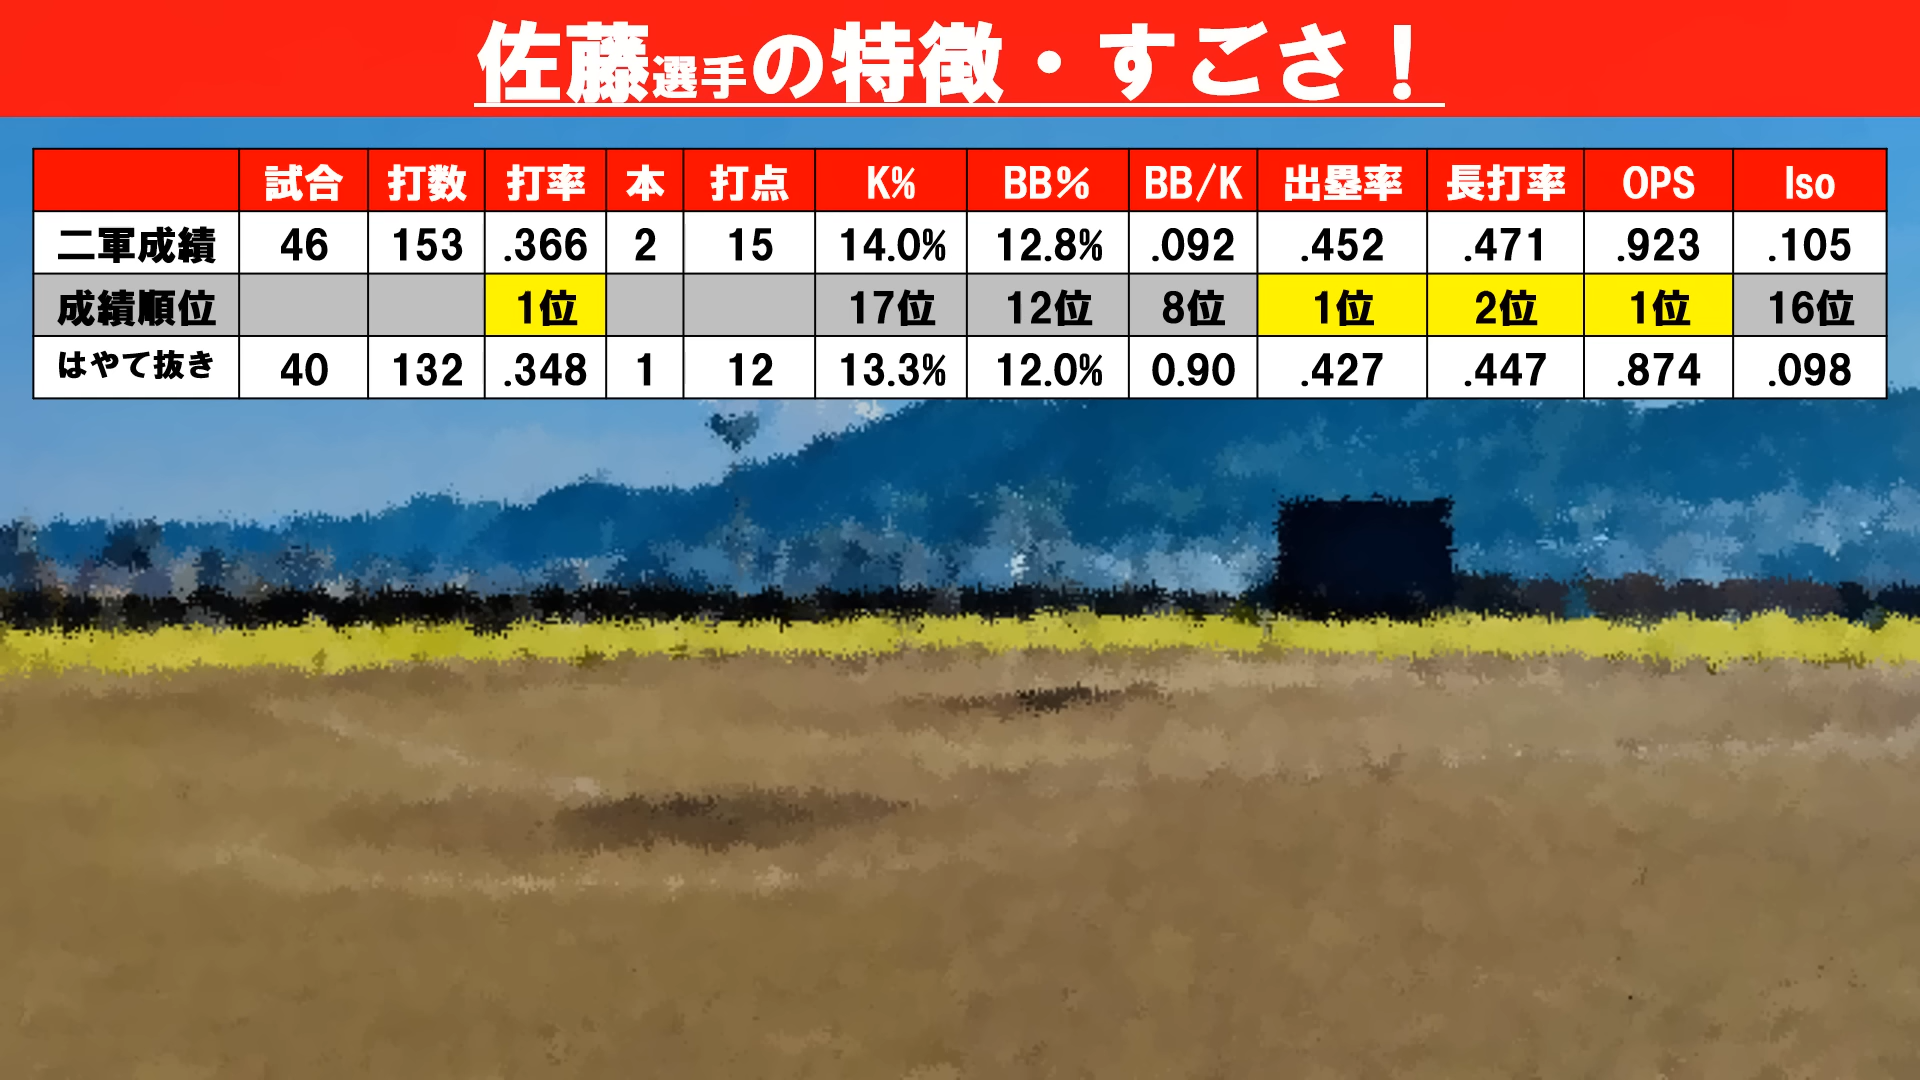 佐藤選手の特徴・すごさ！
試合 打数 打率 本 打点 K% BB% BB/K 出塁率 長打率 OPS Iso
二軍成績 46 153 .366 2 15 14.0% 12.8% .092 .452 .471 .923 .105
成績順位 1位 17位 12位 8位 1位 2位 1位 16位
はやて抜き 40 132 .348 1 12 13.3% 12.0% 0.90 .427 .447 .874 .098